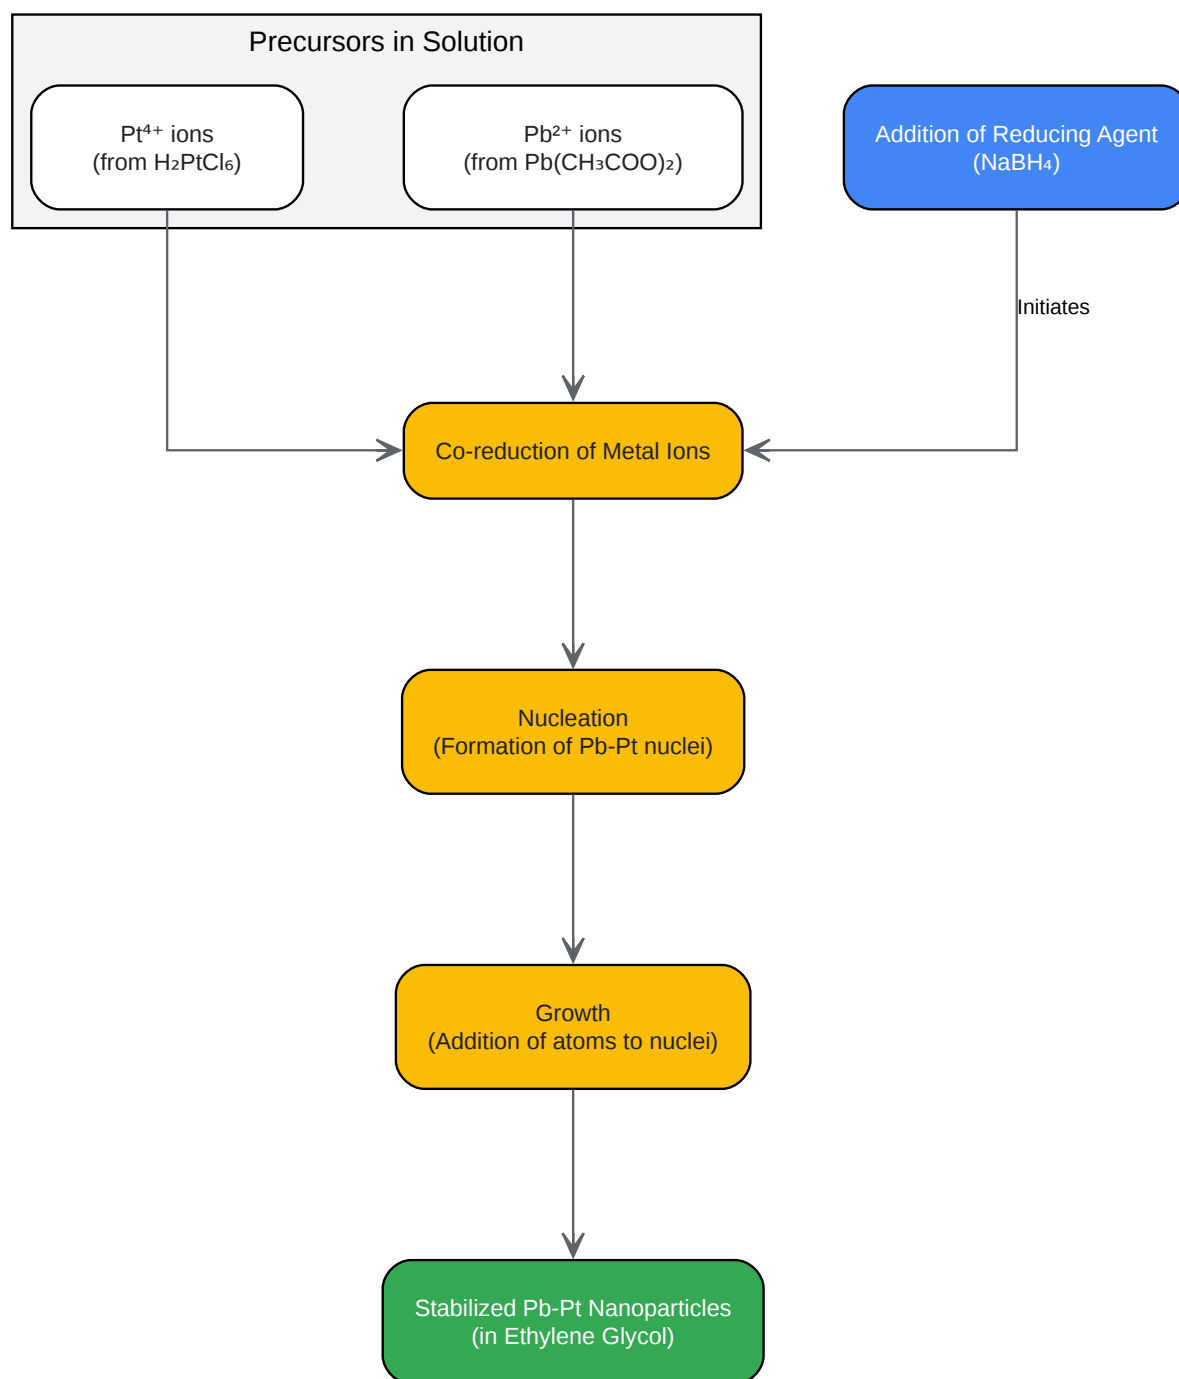 Precursors in Solution
Pt⁴⁺ ions
(from H₂PtCl₆)
Pb²⁺ ions
(from Pb(CH₃COO)₂)
Addition of Reducing Agent
(NaBH₄)
Initiates
Co-reduction of Metal Ions
Nucleation
(Formation of Pb-Pt nuclei)
Growth
(Addition of atoms to nuclei)
Stabilized Pb-Pt Nanoparticles
(in Ethylene Glycol)